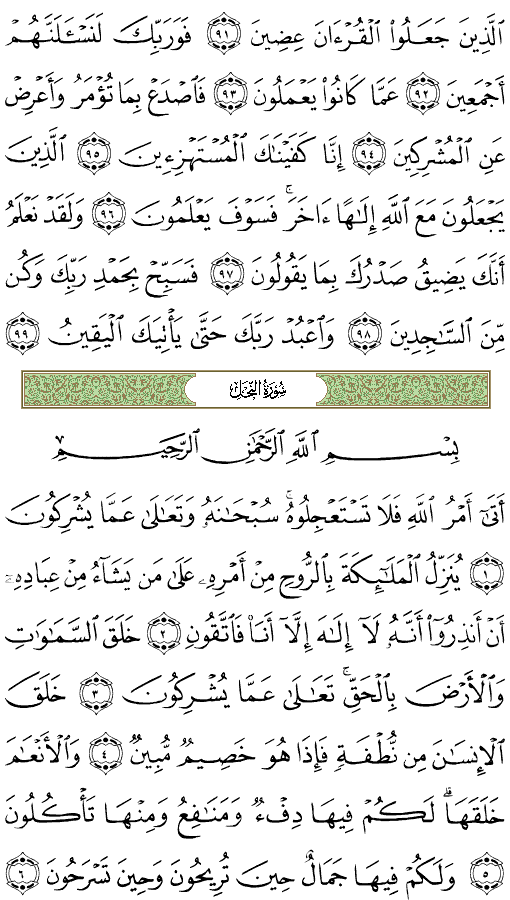 ٱلَّذِينَ جَعَلُوا۟ ٱلْقُرْءَانَ عِضِينَ ٩١ فَوَرَبِّكَ لَنَسْـَٔلَنَّهُمْ
أَجْمَعِينَ ٩٢ عَمَّا كَانُوا۟ يَعْمَلُونَ ٩٣ فَٱصْدَعْ بِمَا تُؤْمَرُ وَأَعْرِضْ
عَنِ ٱلْمُشْرِكِينَ ٩٤ إِنَّا كَفَيْنَـٰكَ ٱلْمُسْتَهْزِءِينَ ٩٥ ٱلَّذِينَ
يَجْعَلُونَ مَعَ ٱللَّهِ إِلَـٰهًا ءَاخَرَ ۚ فَسَوْفَ يَعْلَمُونَ ٩٦ وَلَقَدْ نَعْلَمُ
أَنَّكَ يَضِيقُ صَدْرُكَ بِمَا يَقُولُونَ ٩٧ فَسَبِّحْ بِحَمْدِ رَبِّكَ وَكُن
مِّنَ ٱلسَّـٰجِدِينَ ٩٨ وَٱعْبُدْ رَبَّكَ حَتَّىٰ يَأْتِيَكَ ٱلْيَقِينُ ٩٩
سُورَةُ النَّحْلِ
بِسْمِ ٱللَّهِ ٱلرَّحْمَـٰنِ ٱلرَّحِيمِ
أَتَىٰٓ أَمْرُ ٱللَّهِ فَلَا تَسْتَعْجِلُوهُ ۚ سُبْحَـٰنَهُۥ وَتَعَـٰلَىٰ عَمَّا يُشْرِكُونَ
١ يُنَزِّلُ ٱلْمَلَـٰٓئِكَةَ بِٱلرُّوحِ مِنْ أَمْرِهِۦ عَلَىٰ مَن يَشَآءُ مِنْ عِبَادِهِۦٓ
أَنْ أَنذِرُوٓا۟ أَنَّهُۥ لَآ إِلَـٰهَ إِلَّآ أَنَا۠ فَٱتَّقُونِ ٢ خَلَقَ ٱلسَّمَـٰوَٰتِ
وَٱلْأَرْضَ بِٱلْحَقِّ ۚ تَعَـٰلَىٰ عَمَّا يُشْرِكُونَ ٣ خَلَقَ
ٱلْإِنسَـٰنَ مِن نُّطْفَةٍ فَإِذَا هُوَ خَصِيمٌ مُّبِينٌ ٤ وَٱلْأَنْعَـٰمَ
خَلَقَهَا ۗ لَكُمْ فِيهَا دِفْءٌ وَمَنَـٰفِعُ وَمِنْهَا تَأْكُلُونَ
٥ وَلَكُمْ فِيهَا جَمَالٌ حِينَ تُرِيحُونَ وَحِينَ تَسْرَحُونَ ٦